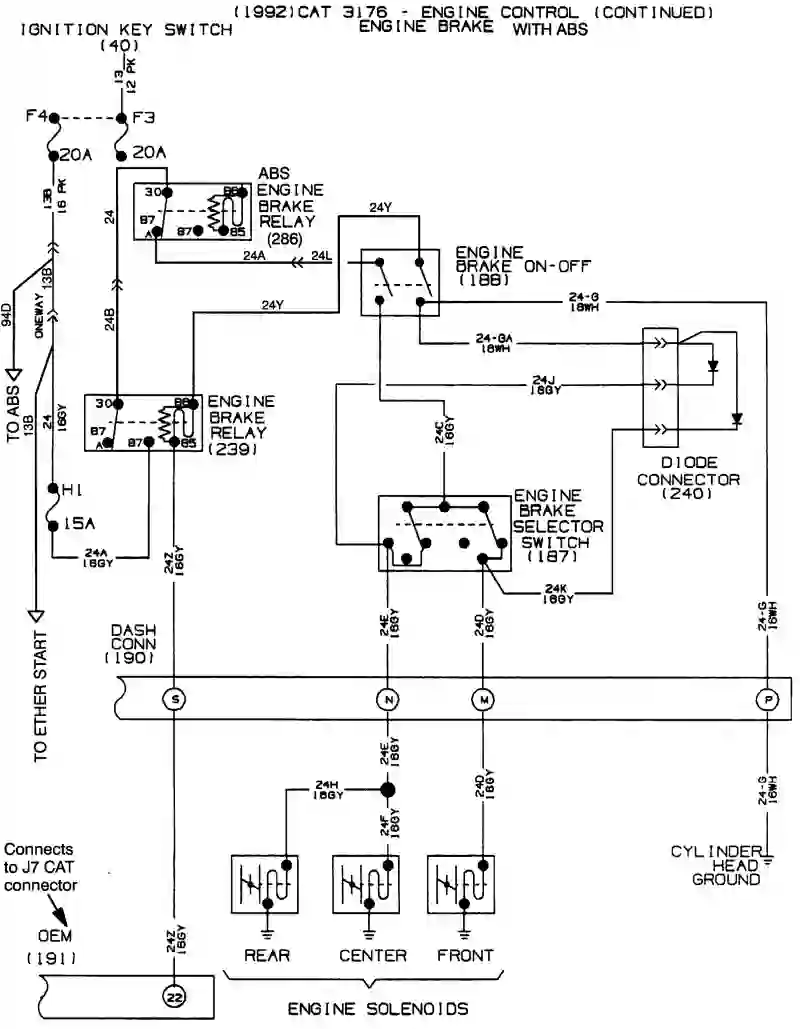 (1992)CAT 3176 - ENGINE CONTROL (CONTINUED)
ENGINE BRAKE WITH ABS
IGNITION KEY SWITCH
(40)
13
12 PK
F4
F3
20A
20A
13B
16 PK
ABS
ENGINE
BRAKE
RELAY
(286)
30
86
87
A
87
85
24
24A
24L
24Y
ENGINE
BRAKE ON-OFF
(188)
13B
94D
ONEWAY
24B
24Y
24-G
18WH
24-GA
18WH
24J
18GY
TO ABS
13B
24
16GY
30
86
87
A
87
85
ENGINE
BRAKE
RELAY
(239)
24C
18GY
DIODE
CONNECTOR
(240)
H1
15A
ENGINE
BRAKE
SELECTOR
SWITCH
(187)
24A
18GY
24Z
18GY
24K
18GY
24E
18GY
24D
18GY
24-G
18WH
TO ETHER START
DASH
CONN
(190)
S
N
M
P
24E
18GY
24H
18GY
24F
18GY
24D
18GY
24-G
18WH
CYLINDER
HEAD
GROUND
Connects
to J7 CAT
connector
OEM
(191)
24Z
18GY
22
REAR
CENTER
FRONT
ENGINE SOLENOIDS